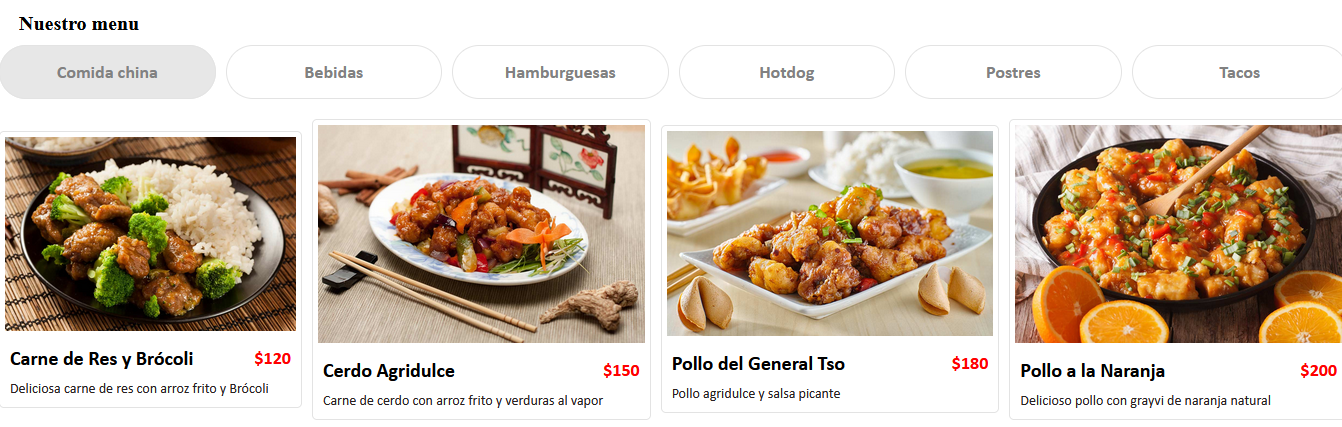 Nuestro menu
Comida china
Bebidas
Hamburguesas
Hotdog
Postres
Tacos
Carne de Res y Brócoli
$120
Deliciosa carne de res con arroz frito y Brócoli
Cerdo Agridulce
$150
Carne de cerdo con arroz frito y verduras al vapor
Pollo del General Tso
$180
Pollo agridulce y salsa picante
Pollo a la Naranja
$200
Delicioso pollo con grayvi de naranja natural